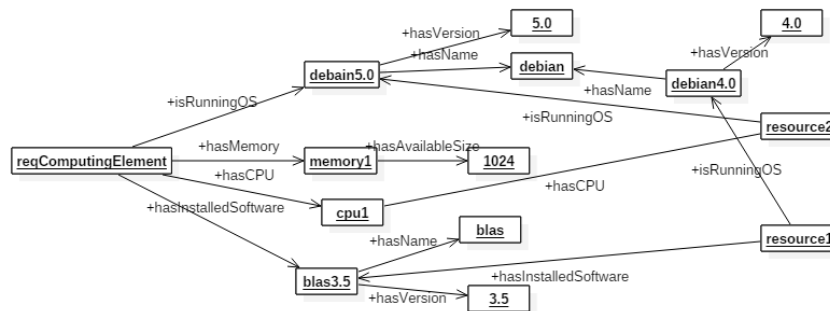 5.0
4.0
+hasVersion
+hasVersion
+hasName
debain5.0
debian
debian4.0
+hasName
+isRunningOS
+isRunningOS
resource2
+hasMemory
+hasAvailableSize
reqComputingElement
memory1
1024
+isRunningOS
+hasCPU
+hasCPU
+hasInstalledSoftware
cpu1
blas
resource1
+hasName
+hasInstalledSoftware
blas3.5
+hasVersion
3.5